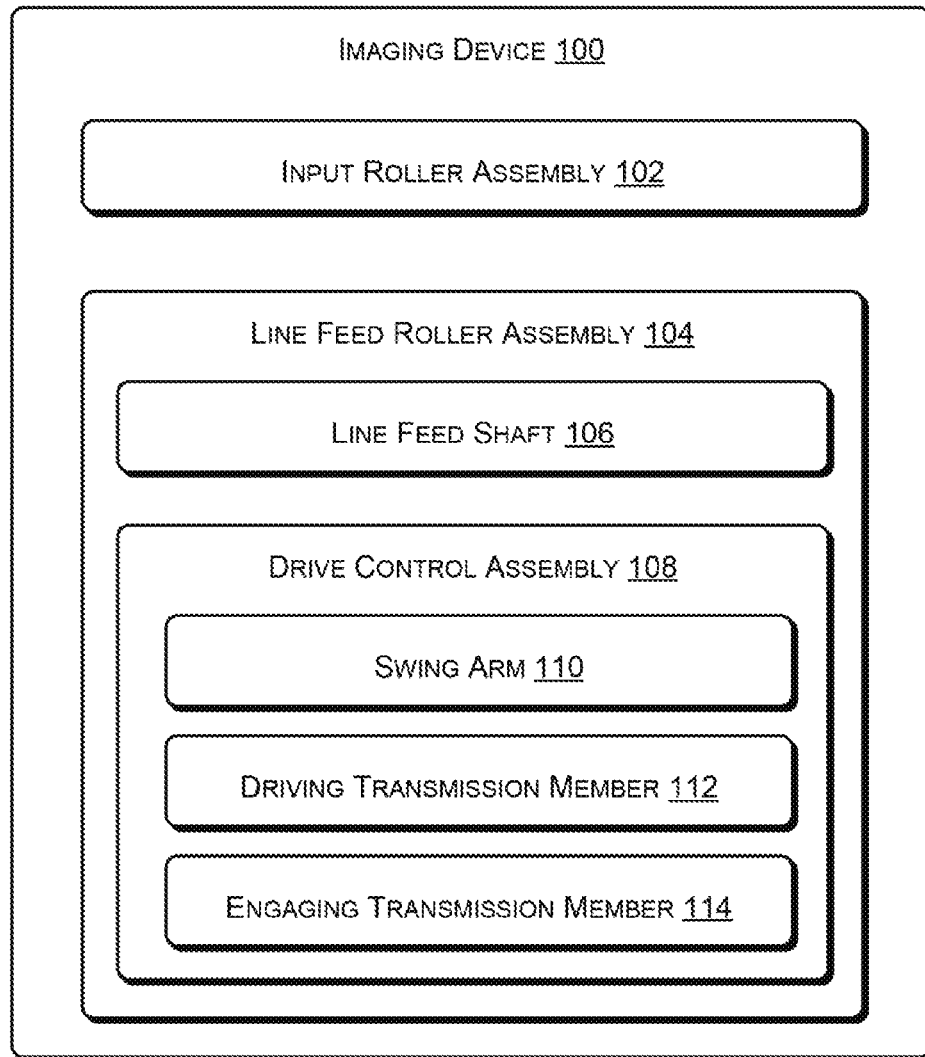 IMAGING DEVICE 100
INPUT ROLLER ASSEMBLY 102
LINE FEED ROLLER ASSEMBLY 104
LINE FEED SHAFT 106
DRIVE CONTROL ASSEMBLY 108
SWING ARM 110
DRIVING TRANSMISSION MEMBER 112
ENGAGING TRANSMISSION MEMBER 114